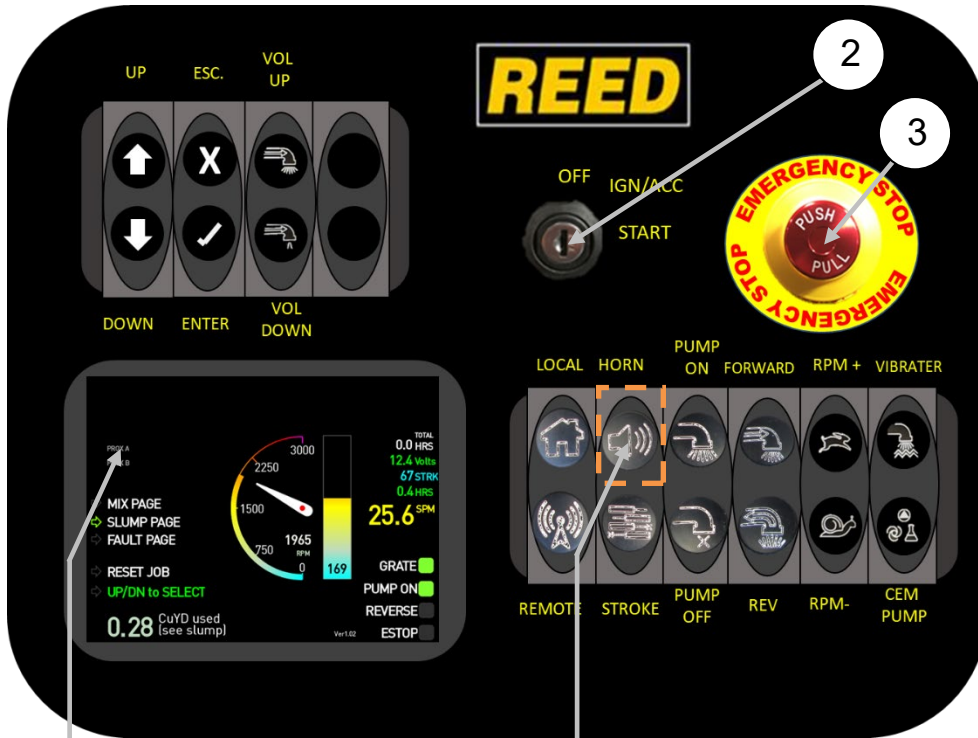 2
3
REED
UP
ESC.
VOL
UP
X
DOWN
ENTER
VOL
DOWN
OFF
IGN/ACC
START
EMERGENCY STOP
PUSH
PULL
EMERGENCY STOP
PROX A
PROX B
MIX PAGE
SLUMP PAGE
FAULT PAGE
RESET JOB
UP/DN to SELECT
0.28 CuYD used
(see slump)
3000
2250
1500
750
0
1965
RPM
169
TOTAL
0.0 HRS
12.4 Volts
67 STRK
0.4 HRS
25.6 SPM
GRATE
PUMP ON
REVERSE
ESTOP
Ver1.02
LOCAL
HORN
PUMP
ON
FORWARD
RPM +
VIBRATER
REMOTE
STROKE
PUMP
OFF
REV
RPM-
CEM
PUMP